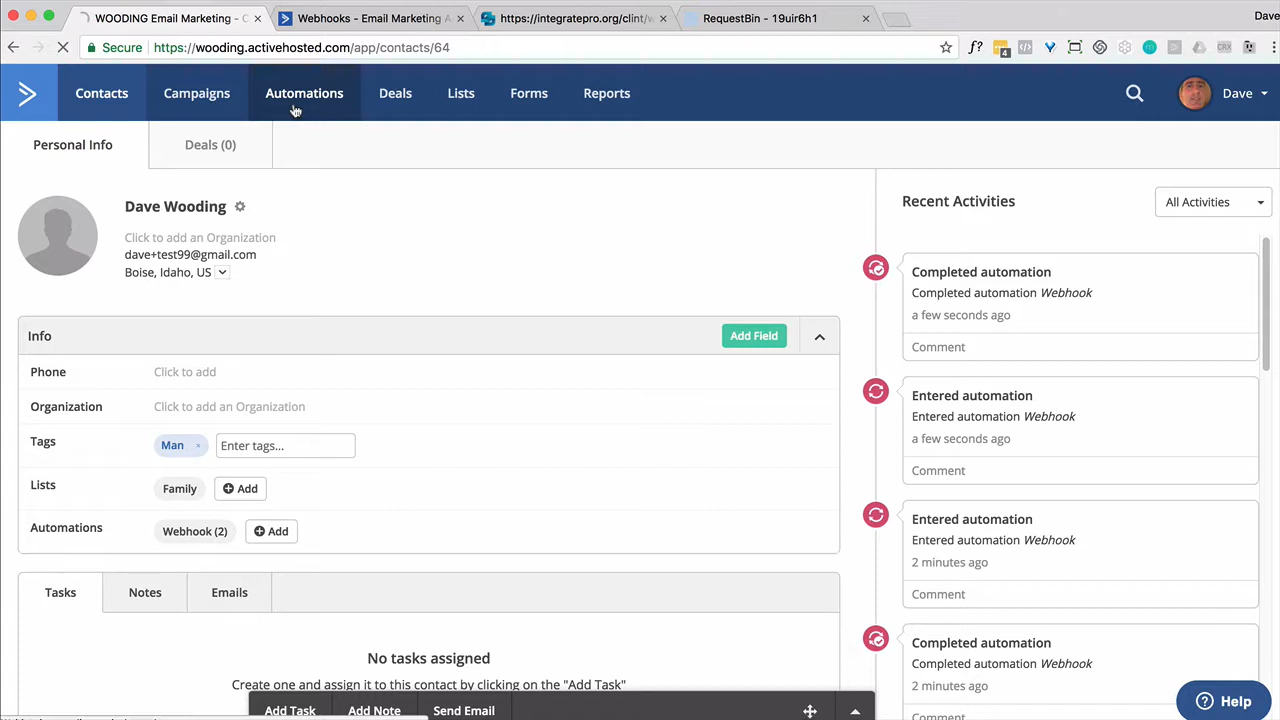 WOODING Email Marketing - C
Webhooks - Email Marketing A
https://integratepro.org/clint/w
RequestBin - 19uir6h1
Dave
Secure
https://wooding.activehosted.com/app/contacts/64
f?
4
CRX
Contacts
Campaigns
Automations
Deals
Lists
Forms
Reports
Dave
Personal Info
Deals (0)
Dave Wooding
Click to add an Organization
dave+test99@gmail.com
Boise, Idaho, US
Info
Add Field
Phone
Click to add
Organization
Click to add an Organization
Tags
Man ×
Enter tags...
Lists
Family
Add
Automations
Webhook (2)
Add
Tasks
Notes
Emails
No tasks assigned
Create one and assign it to this contact by clicking on the "Add Task"
Add Task
Add Note
Send Email
Recent Activities
All Activities
Completed automation
Completed automation Webhook
a few seconds ago
Comment
Entered automation
Entered automation Webhook
a few seconds ago
Comment
Entered automation
Entered automation Webhook
2 minutes ago
Comment
Completed automation
Completed automation Webhook
2 minutes ago
Comment
Help